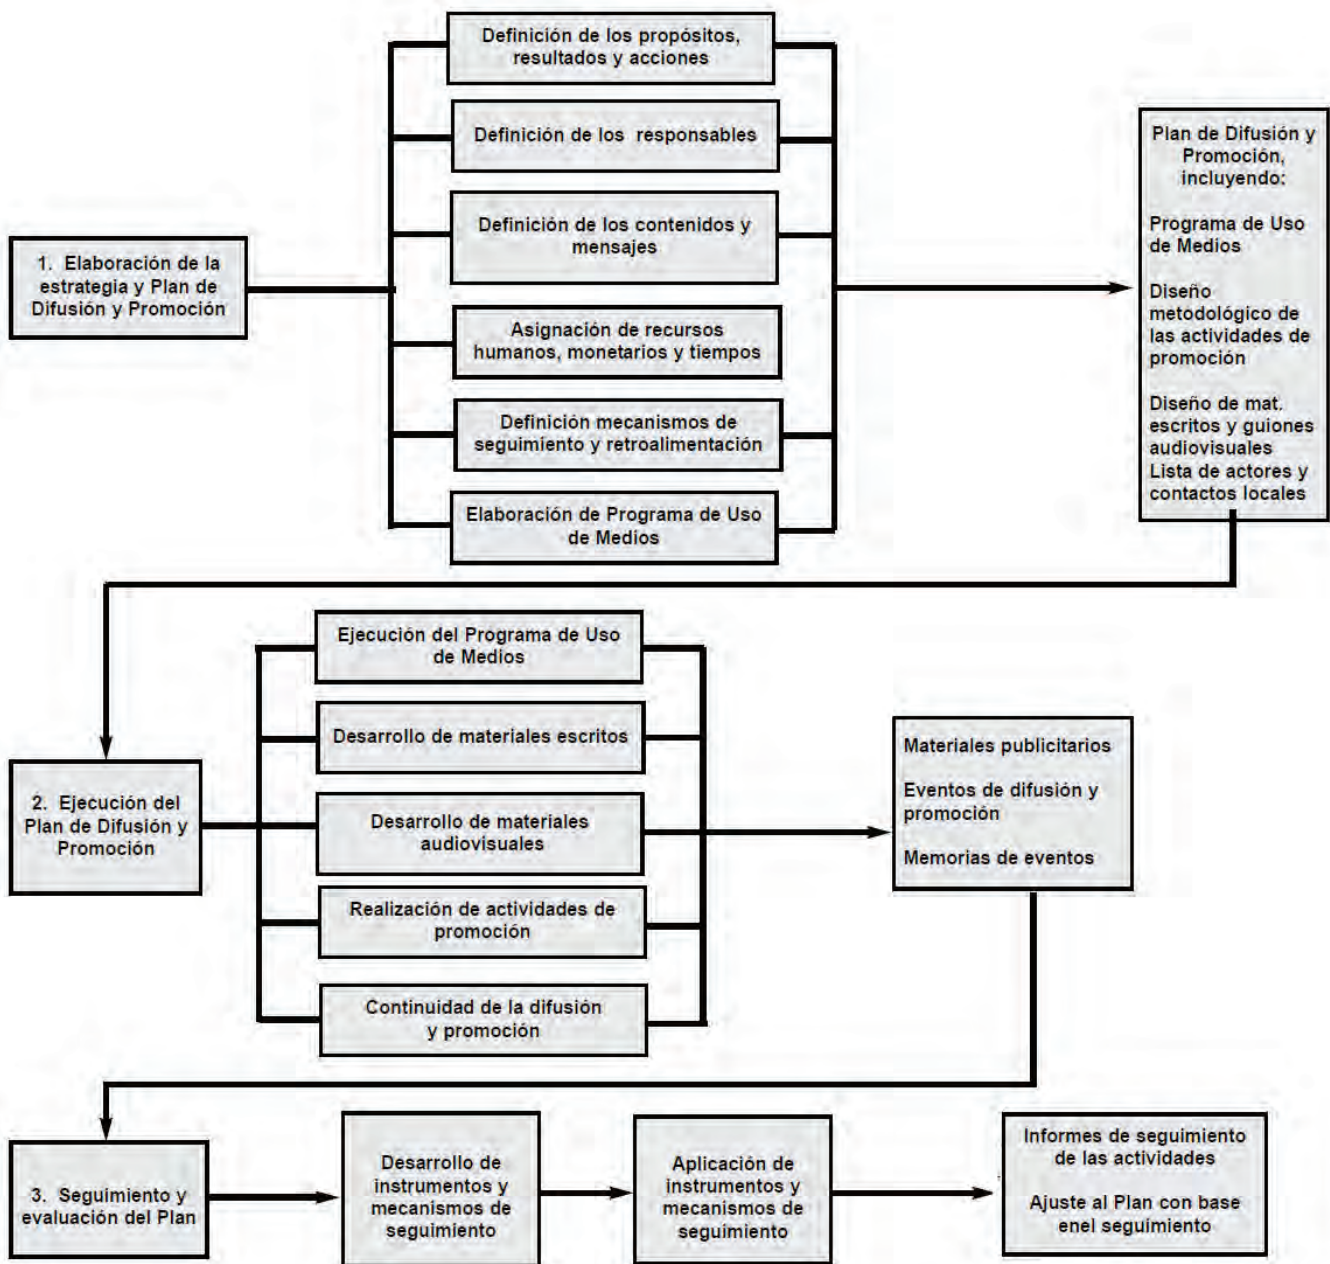 Definición de los propósitos,
resultados y acciones
Definición de los responsables
Definición de los contenidos y
mensajes
Asignación de recursos
humanos, monetarios y tiempos
Definición mecanismos de
seguimiento y retroalimentación
Elaboración de Programa de Uso
de Medios
1. Elaboración de la
estrategia y Plan de
Difusión y Promoción
Plan de Difusión y
Promoción,
incluyendo:
Programa de Uso
de Medios
Diseño
metodológico de
las actividades de
promoción
Diseño de mat.
escritos y guiones
audiovisuales
Lista de actores y
contactos locales
2. Ejecución del
Plan de Difusión y
Promoción
Ejecución del Programa de Uso
de Medios
Desarrollo de materiales escritos
Desarrollo de materiales
audiovisuales
Realización de actividades de
promoción
Continuidad de la difusión
y promoción
Materiales publicitarios
Eventos de difusión y
promoción
Memorias de eventos
3. Seguimiento y
evaluación del Plan
Desarrollo de
instrumentos y
mecanismos de
seguimiento
Aplicación de
instrumentos y
mecanismos de
seguimiento
Informes de seguimiento
de las actividades
Ajuste al Plan con base
enel seguimiento